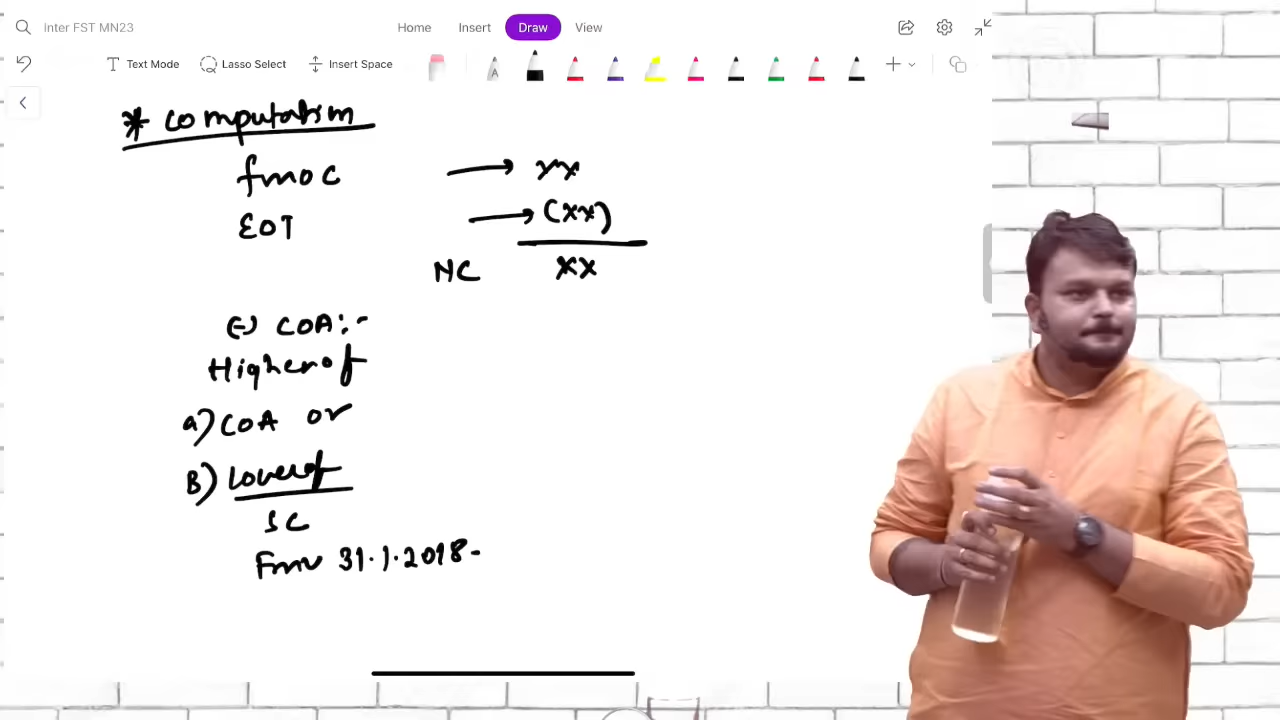 inter FST MN23
Home Insert Draw View
Text Mode Lasso Select Insert Space
* Computation
fmoc → xx
EOT → (xx)
NC xx
(-) COA:-
Higher of
a) COA or
B) Lower of
SC
Fmv 31.1.2018-